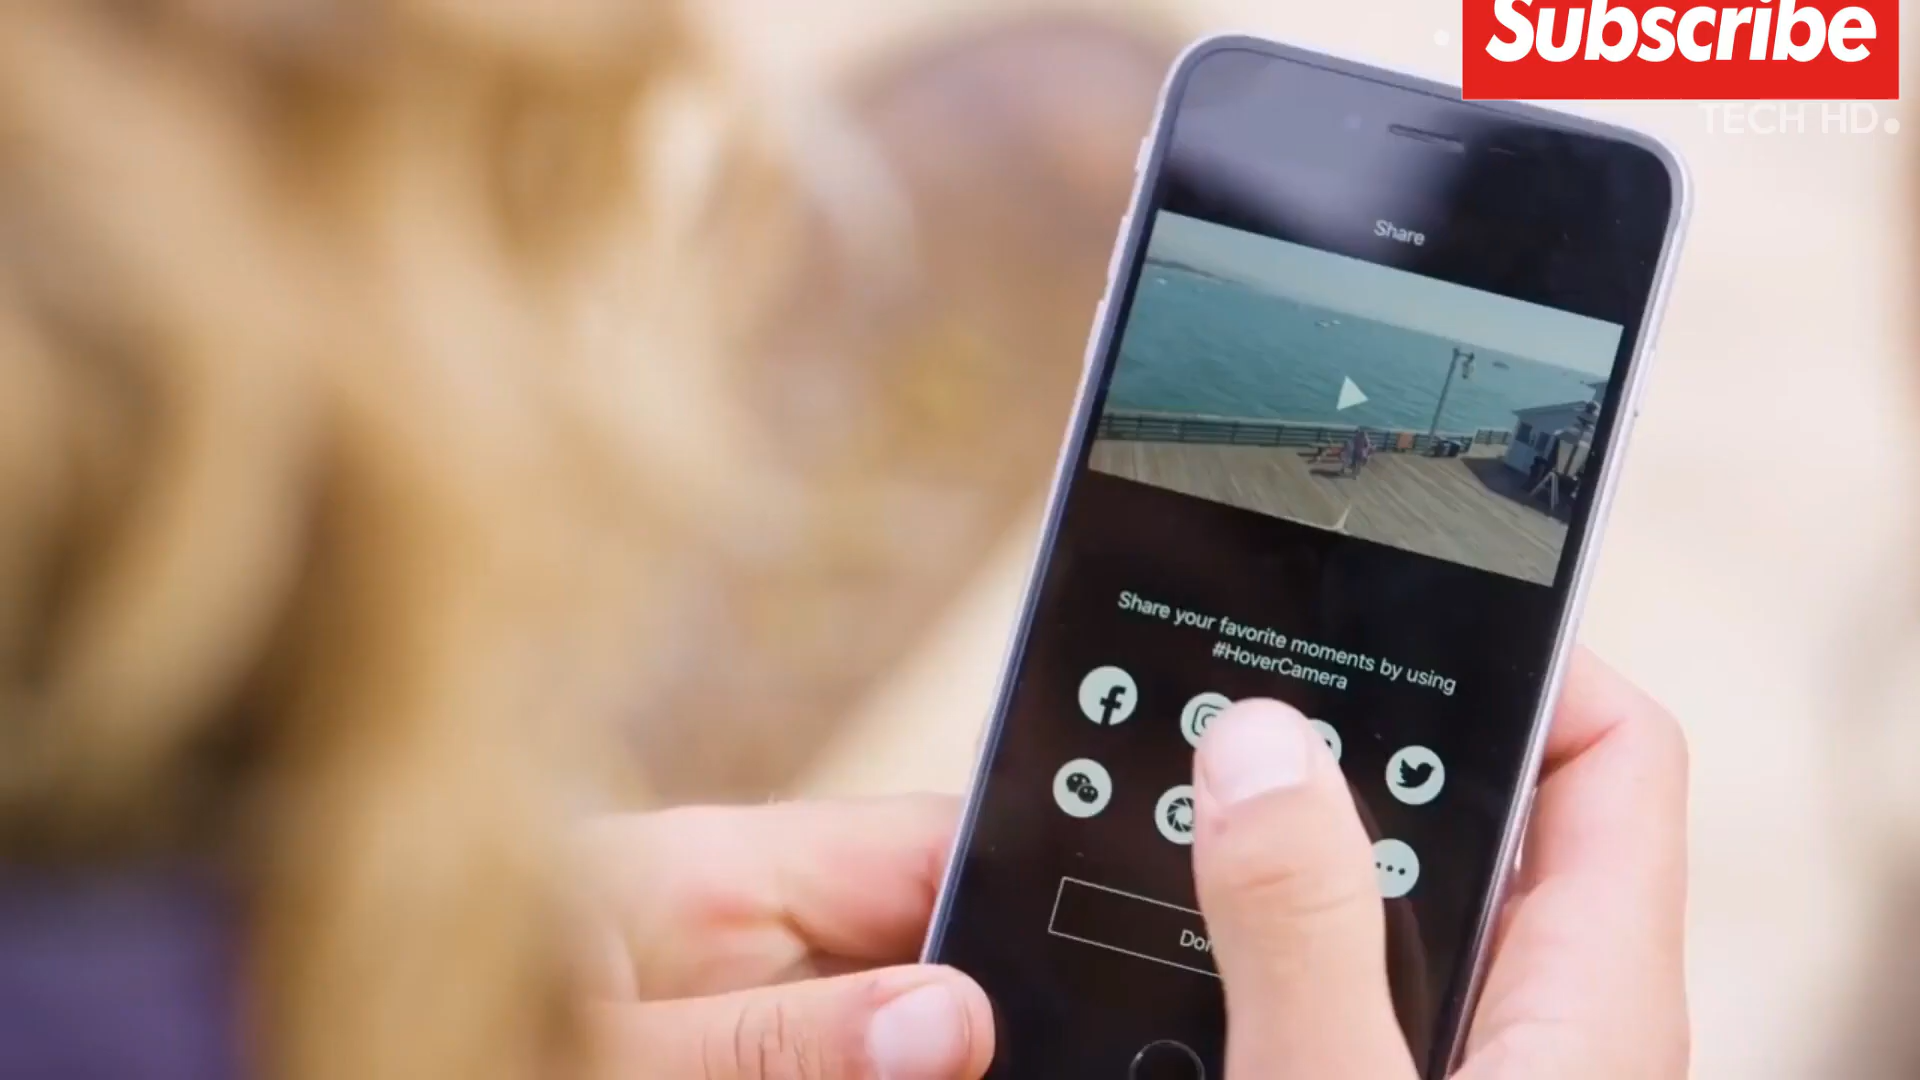 Subscribe
TECH HD.
Share
Share your favorite moments by using
#HoverCamera